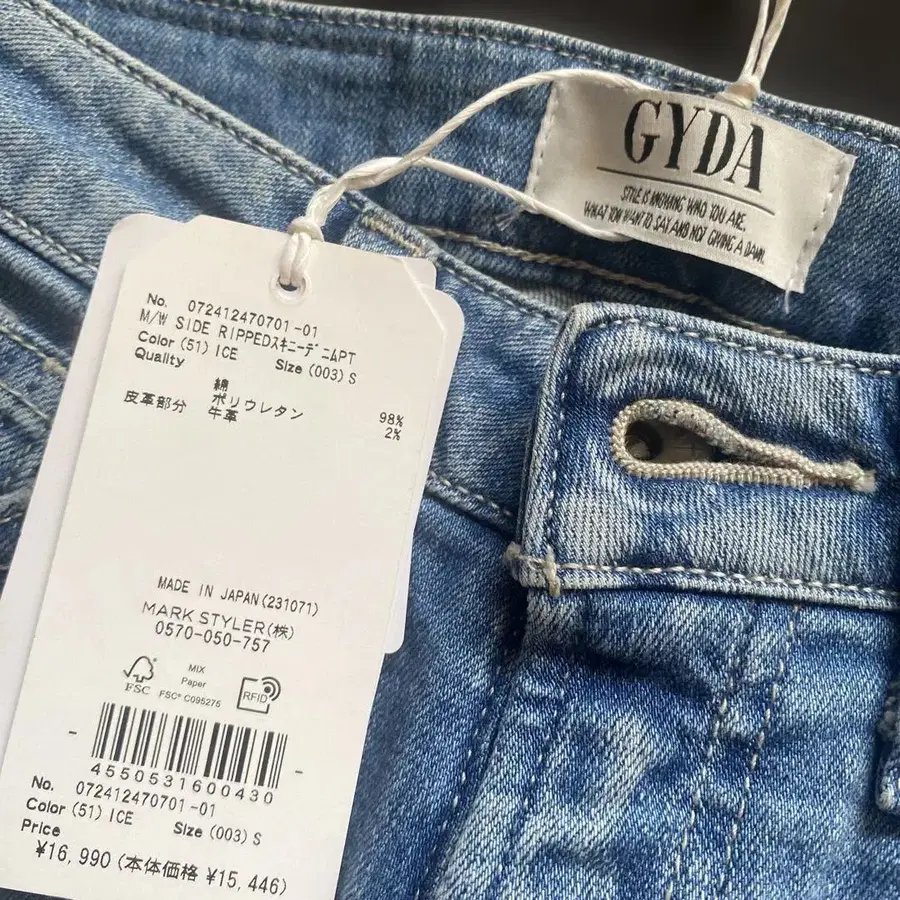 GYDA
STYLE IS KNOWING WHO YOU ARE,
WHAT YOU WANT TO SAY AND NOT GIVING A DAMN.
No. 072412470701-01
M/W SIDE RIPPEDｽｷﾆｰﾃﾞﾆﾑPT
Color (51) ICE Size (003) S
Quality
綿 98%
ポリウレタン 2%
皮革部分 牛革
MADE IN JAPAN(231071)
MARK STYLER(株)
0570-050-757
FSC
MIX
Paper
FSC® C095275
RFID
4550531600430
No. 072412470701-01
Color (51) ICE Size (003) S
Price
¥16,990 (本体価格 ¥15,446)